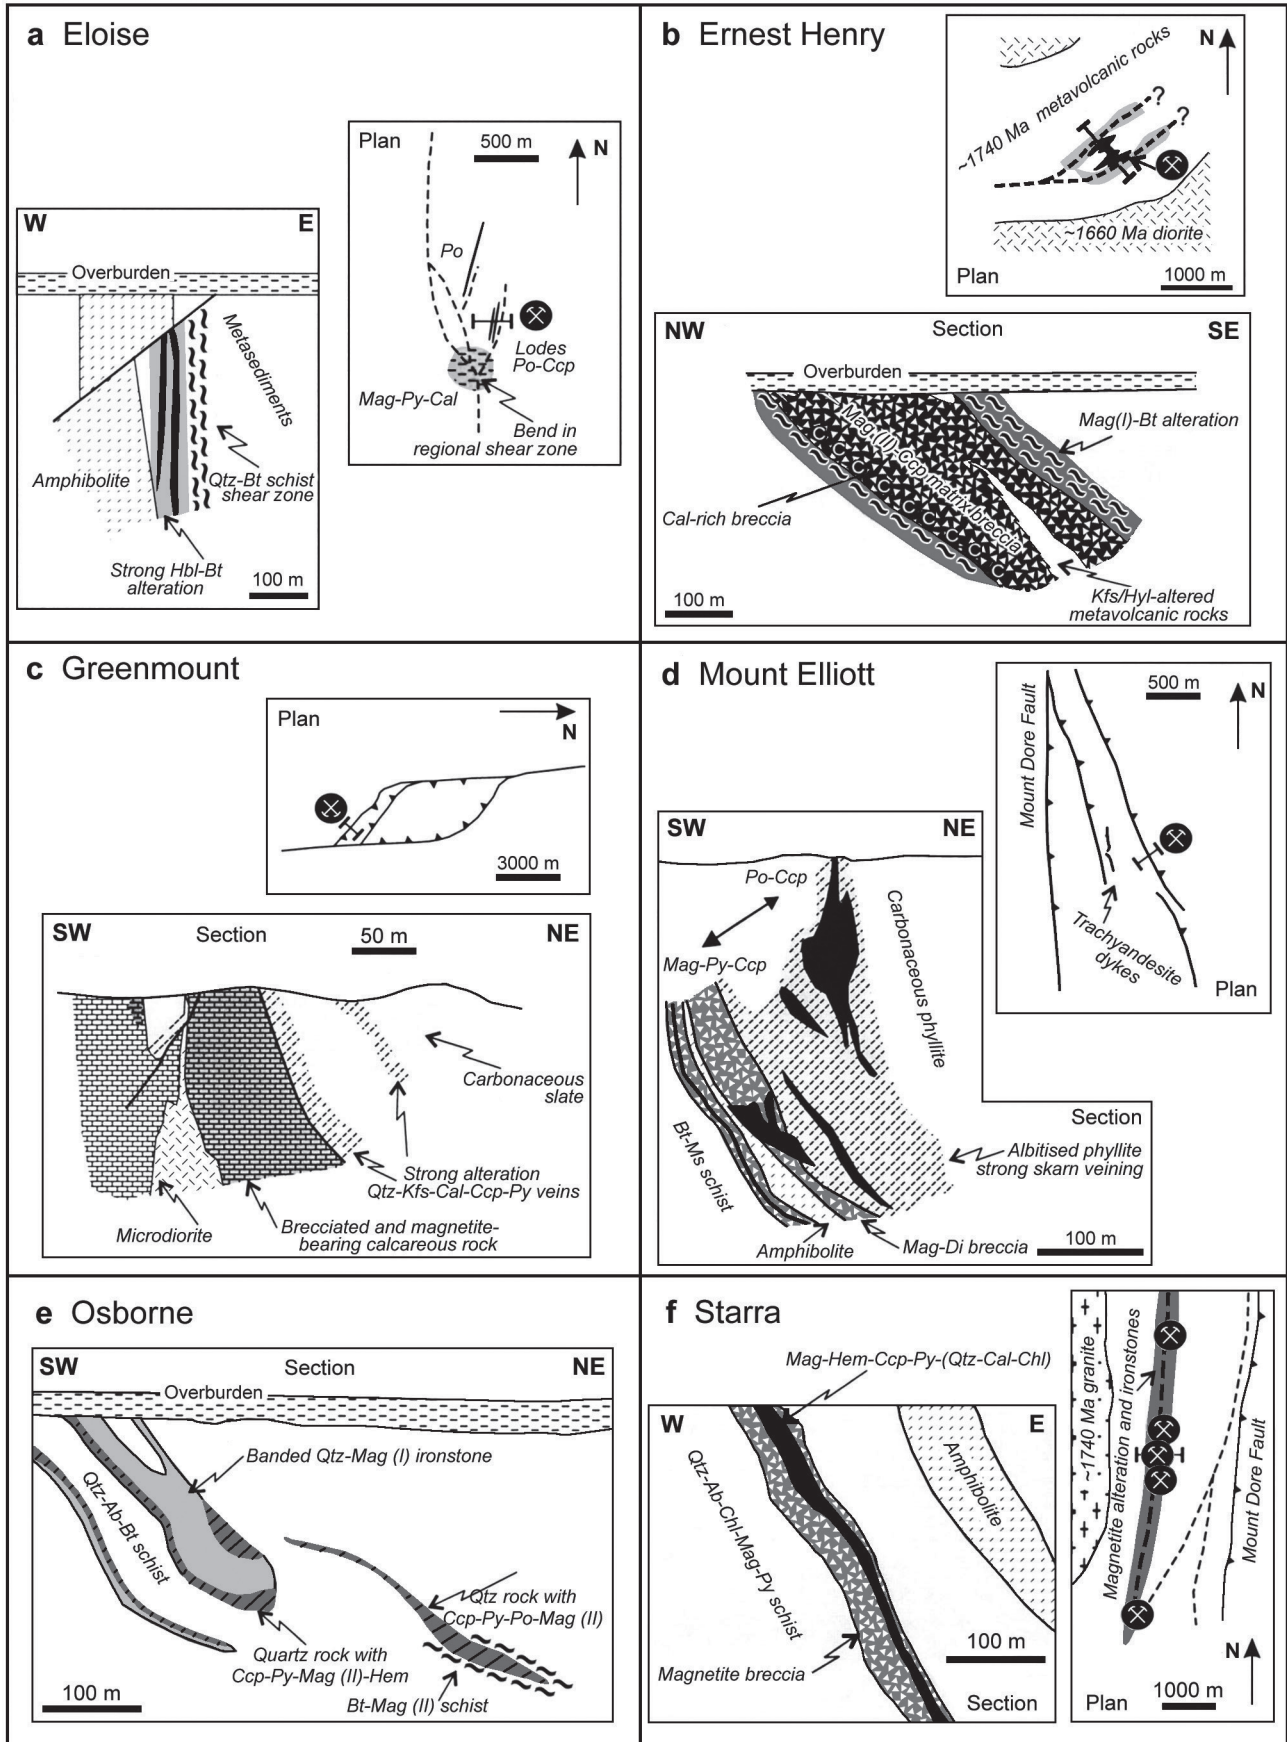 a Eloise
Plan
500 m
N
Po
Lodes
Po-Ccp
Mag-Py-Cal
Bend in
regional shear zone
W
E
Overburden
Metasediments
Amphibolite
Qtz-Bt schist
shear zone
Strong Hbl-Bt
alteration
100 m
b Ernest Henry
N
~1740 Ma metavolcanic rocks
?
?
~1660 Ma diorite
Plan
1000 m
NW
Section
SE
Overburden
Mag(I)-Bt alteration
Mag (II)-Ccp matrix breccia
Cal-rich breccia
C C C C C C C C C
100 m
Kfs/Hyl-altered
metavolcanic rocks
c Greenmount
Plan
N
3000 m
SW
Section
50 m
NE
Carbonaceous
slate
Strong alteration
Qtz-Kfs-Cal-Ccp-Py veins
Microdiorite
Brecciated and magnetite-
bearing calcareous rock
d Mount Elliott
500 m
N
Mount Dore Fault
Trachyandesite
dykes
Plan
SW
NE
Po-Ccp
Mag-Py-Ccp
Carbonaceous phyllite
Section
Bt-Ms schist
Albitised phyllite
strong skarn veining
Amphibolite
Mag-Di breccia
100 m
e Osborne
SW
Section
NE
Overburden
Banded Qtz-Mag (I) ironstone
Qtz-Ab-Bt schist
Qtz rock with
Ccp-Py-Po-Mag (II)
Quartz rock with
Ccp-Py-Mag (II)-Hem
Bt-Mag (II) schist
100 m
f Starra
Mag-Hem-Ccp-Py-(Qtz-Cal-Chl)
W
E
Amphibolite
Qtz-Ab-Chl-Mag-Py schist
100 m
Magnetite breccia
Section
~1740 Ma granite
Magnetite alteration and ironstones
Mount Dore Fault
N
Plan
1000 m